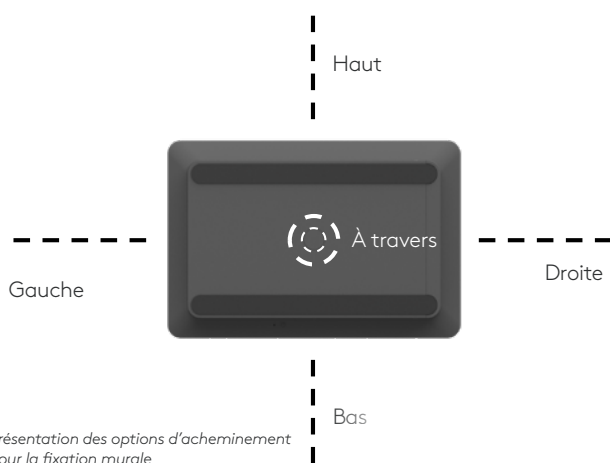 Haut
À travers
Gauche
Droite
Bas
résentation des options d'acheminement
our la fixation murale